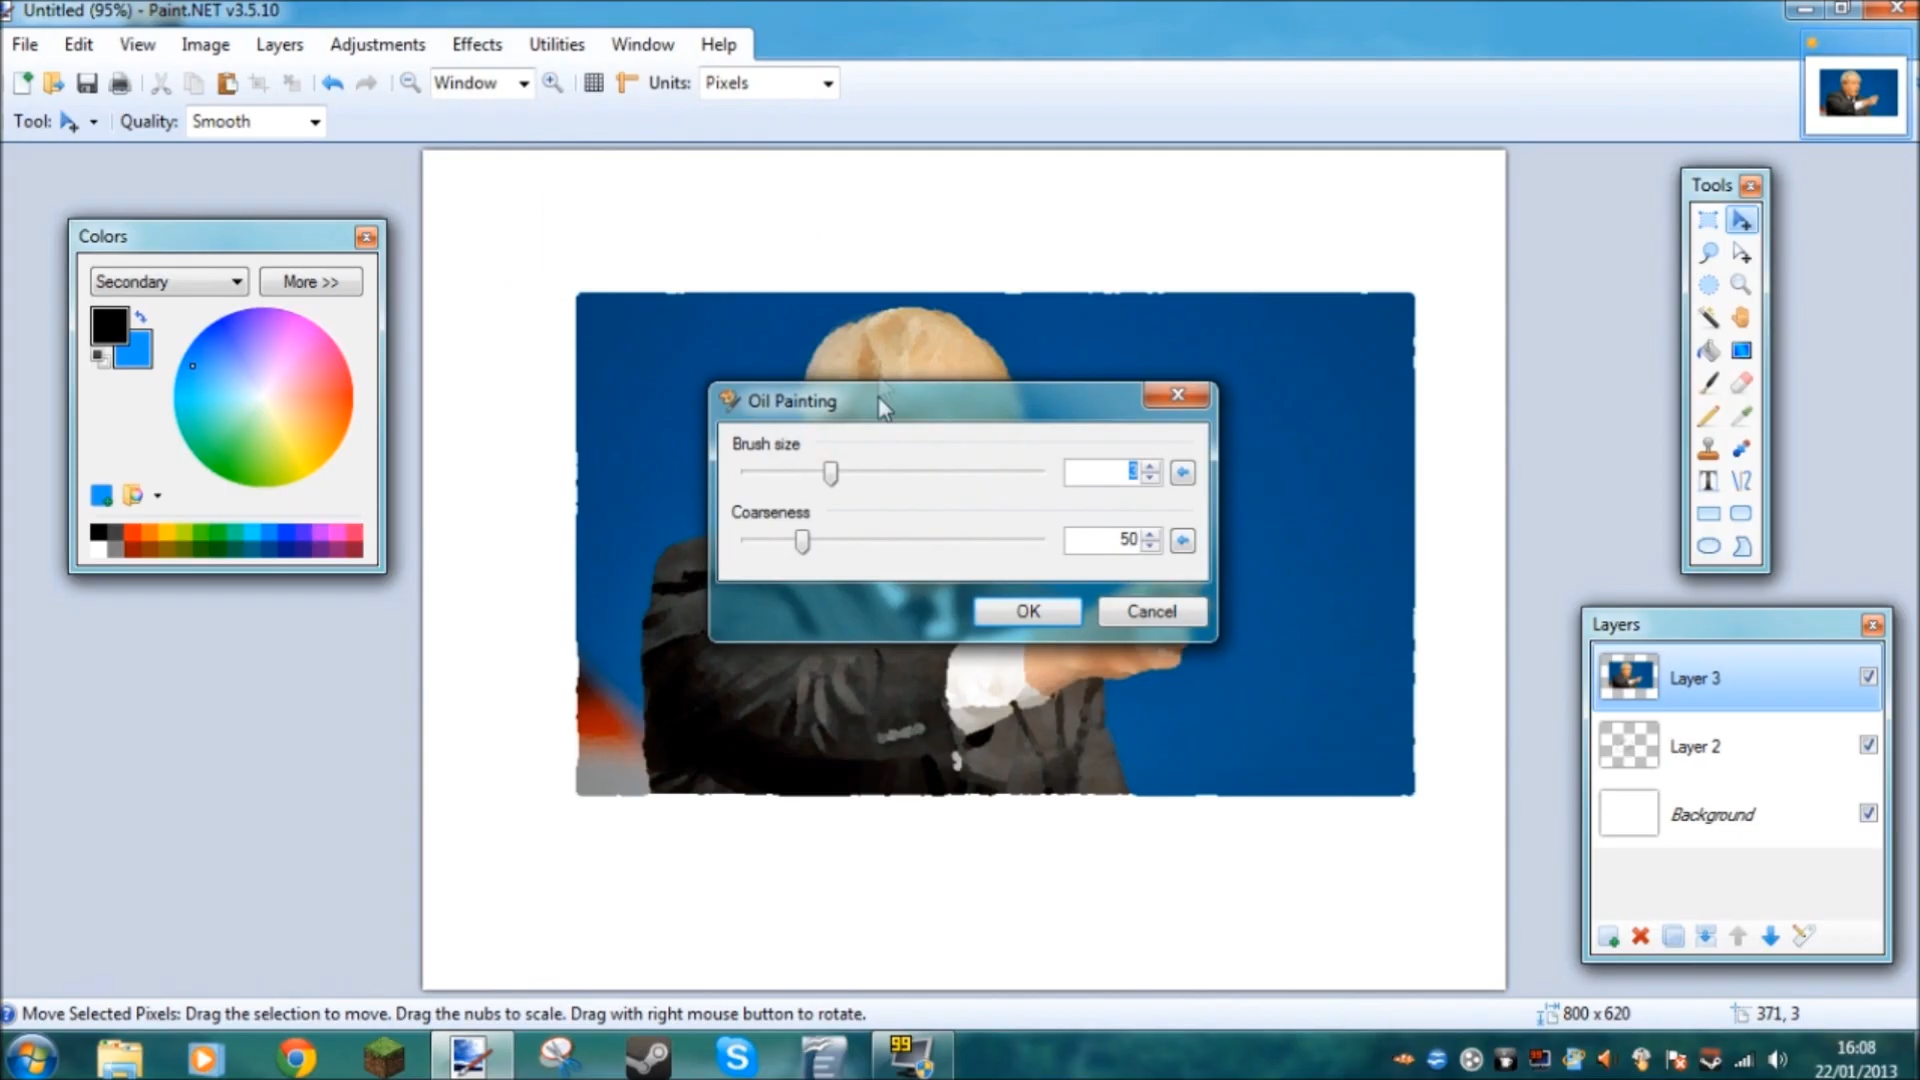 Untitled (95%) - Paint.NET v3.5.10
File Edit View Image Layers Adjustments Effects Utilities Window Help
Window Units: Pixels
Tool: Quality: Smooth
Tools
Colors
Secondary More >>
Oil Painting
Brush size
3
Coarseness
50
OK Cancel
Layers
Layer 3
Layer 2
Background
Move Selected Pixels: Drag the selection to move. Drag the nubs to scale. Drag with right mouse button to rotate.
800 x 620 371, 3
99
16:08
22/01/2013